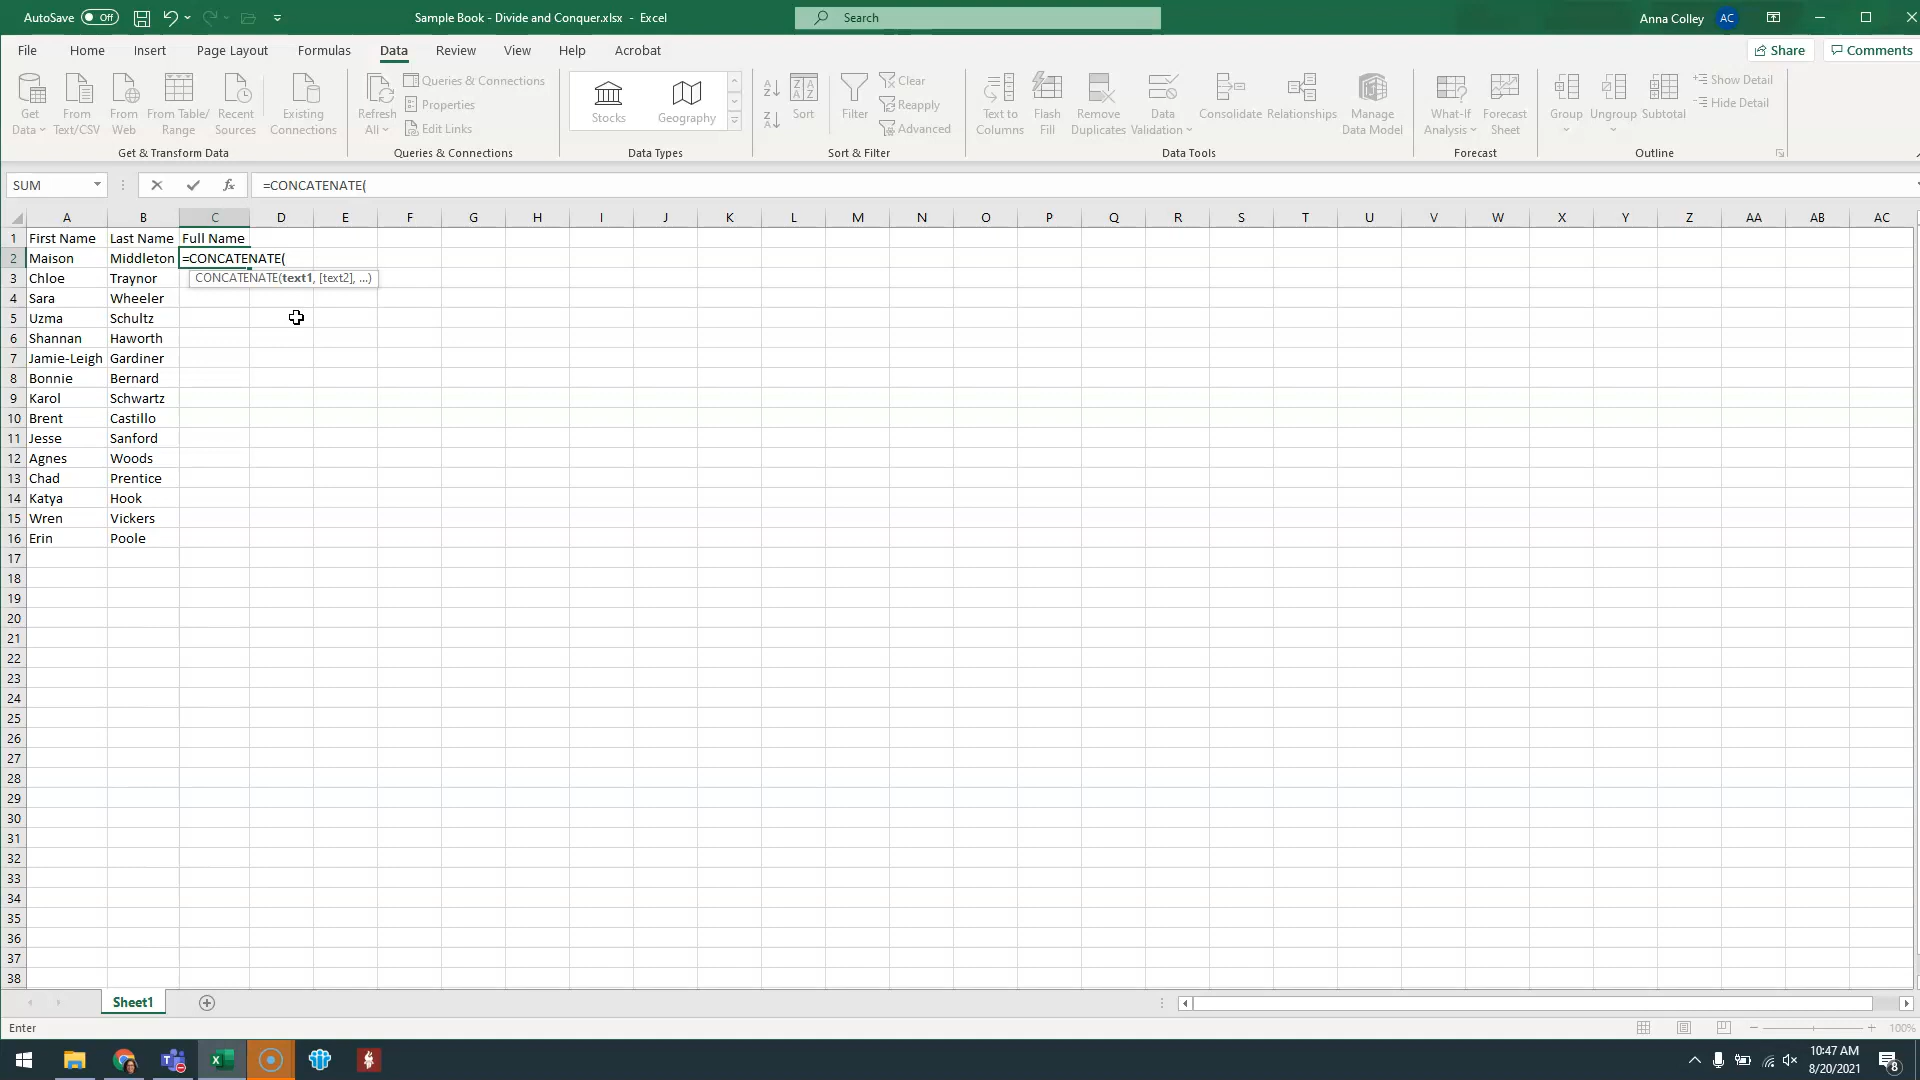 AutoSave Off Sample Book - Divide and Conquer.xlsx - Excel Search Anna Colley AC
File Home Insert Page Layout Formulas Data Review View Help Acrobat Share Comments
Get Data
From Text/CSV
From Web
From Table/ Range
Recent Sources
Existing Connections
Get & Transform Data
Refresh All
Queries & Connections
Properties
Edit Links
Queries & Connections
Stocks Geography
Data Types
Sort
Filter
Clear
Reapply
Advanced
Sort & Filter
Text to Columns
Flash Fill
Remove Duplicates
Data Validation
Consolidate
Relationships
Manage Data Model
Data Tools
What-If Analysis
Forecast Sheet
Forecast
Group
Ungroup
Subtotal
Show Detail
Hide Detail
Outline
SUM fx =CONCATENATE(
A B C D E F G H I J K L M N O P Q R S T U V W X Y Z AA AB AC
1 First Name Last Name Full Name
2 Maison Middleton =CONCATENATE(
3 Chloe Traynor CONCATENATE(text1, [text2], ...)
4 Sara Wheeler
5 Uzma Schultz
6 Shannan Haworth
7 Jamie-Leigh Gardiner
8 Bonnie Bernard
9 Karol Schwartz
10 Brent Castillo
11 Jesse Sanford
12 Agnes Woods
13 Chad Prentice
14 Katya Hook
15 Wren Vickers
16 Erin Poole
17
18
19
20
21
22
23
24
25
26
27
28
29
30
31
32
33
34
35
36
37
38
Sheet1
Enter 100%
10:47 AM
8/20/2021
8